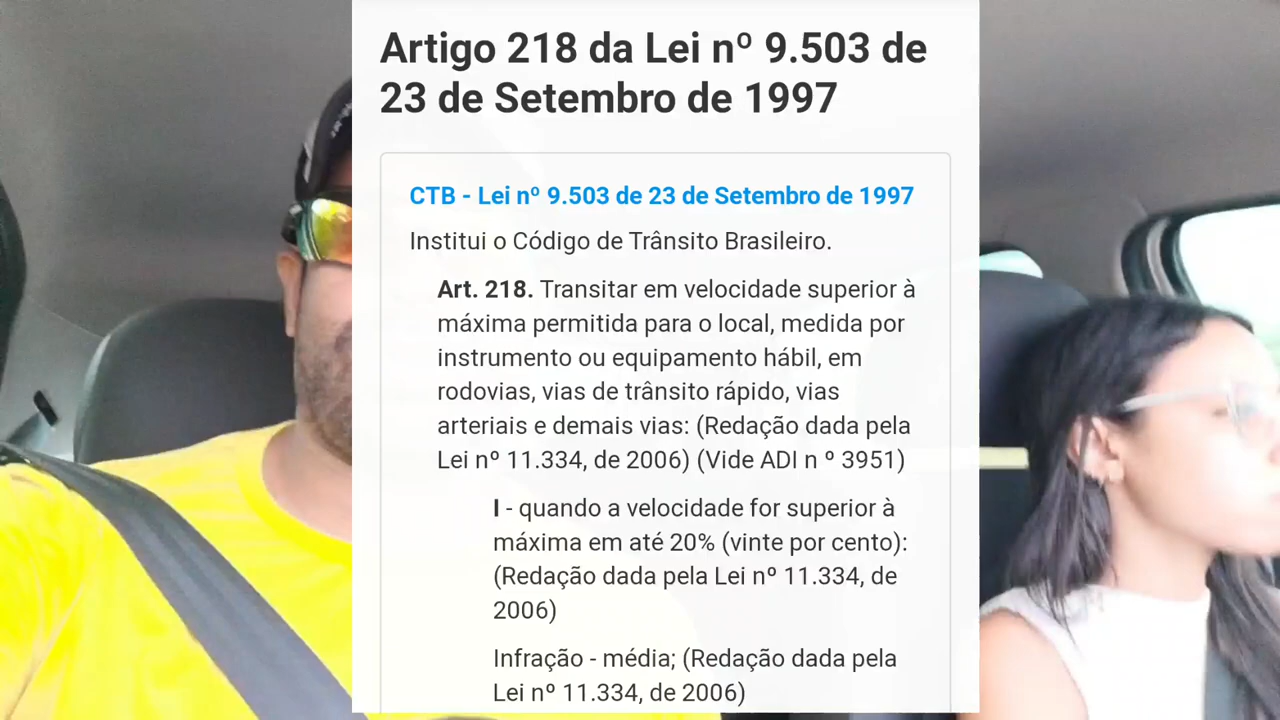 Artigo 218 da Lei nº 9.503 de
23 de Setembro de 1997
CTB - Lei nº 9.503 de 23 de Setembro de 1997
Institui o Código de Trânsito Brasileiro.
Art. 218. Transitar em velocidade superior à
máxima permitida para o local, medida por
instrumento ou equipamento hábil, em
rodovias, vias de trânsito rápido, vias
arteriais e demais vias: (Redação dada pela
Lei nº 11.334, de 2006) (Vide ADI n º 3951)
I - quando a velocidade for superior à
máxima em até 20% (vinte por cento):
(Redação dada pela Lei nº 11.334, de
2006)
Infração - média; (Redação dada pela
Lei nº 11.334, de 2006)